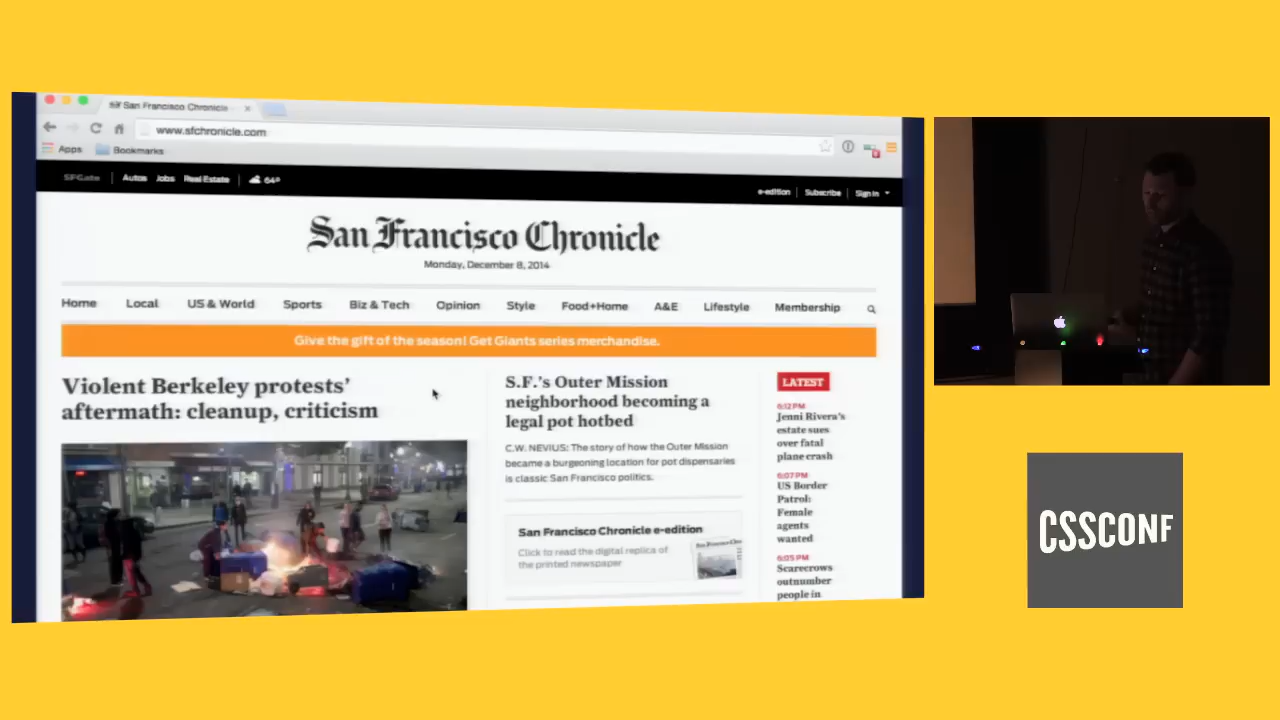 San Francisco Chronicle
www.sfchronicle.com
Apps Bookmarks
SFGate Autos Jobs Real Estate 64° e-edition Subscribe Sign In
San Francisco Chronicle
Monday, December 8, 2014
Home Local US & World Sports Biz & Tech Opinion Style Food+Home A&E Lifestyle Membership
Give the gift of the season! Get Giants series merchandise.
Violent Berkeley protests'
aftermath: cleanup, criticism
S.F.'s Outer Mission
neighborhood becoming a
legal pot hotbed
C.W. NEVIUS: The story of how the Outer Mission
became a burgeoning location for pot dispensaries
is classic San Francisco politics.
San Francisco Chronicle e-edition
Click to read the digital replica of
the printed newspaper
LATEST
6:12 PM
Jenni Rivera's
estate sues
over fatal
plane crash
6:07 PM
US Border
Patrol:
Female
agents
wanted
6:05 PM
Scarecrows
outnumber
people in
CSSCONF